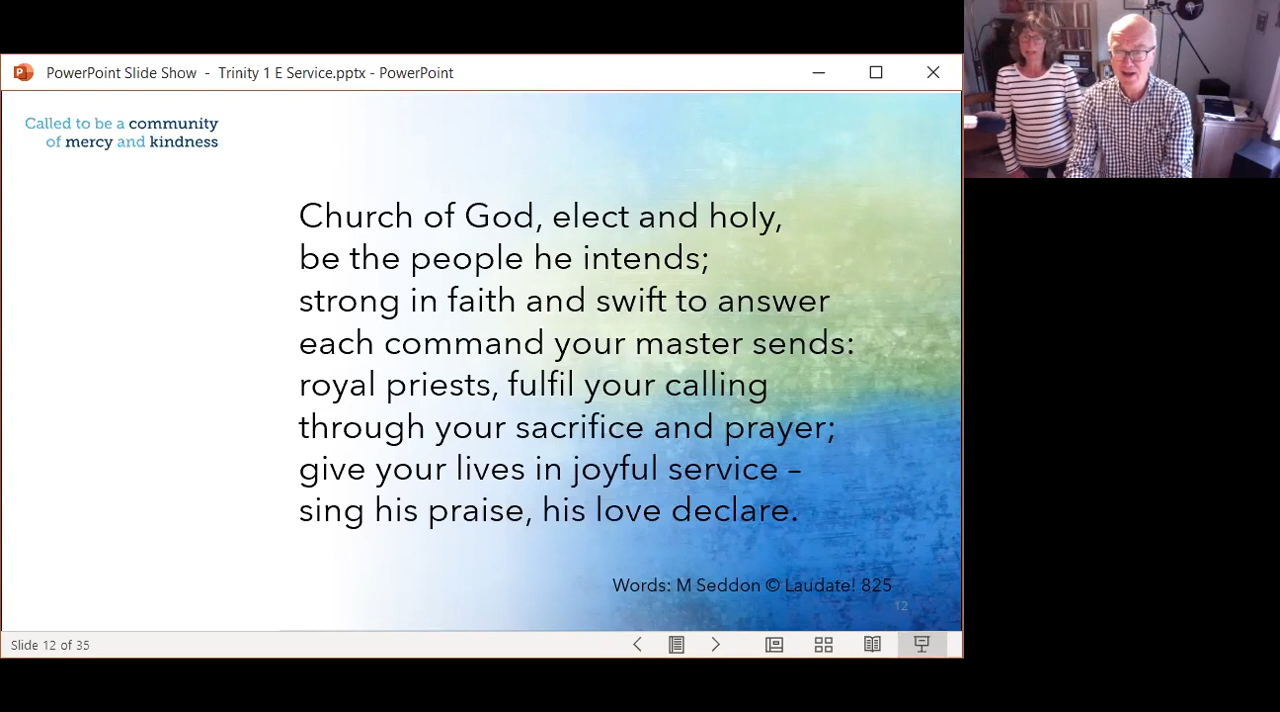 PowerPoint Slide Show - Trinity 1 E Service.pptx - PowerPoint
Called to be a community
of mercy and kindness
Church of God, elect and holy,
be the people he intends;
strong in faith and swift to answer
each command your master sends:
royal priests, fulfil your calling
through your sacrifice and prayer;
give your lives in joyful service –
sing his praise, his love declare.
Words: M Seddon © Laudate! 825
12
Slide 12 of 35